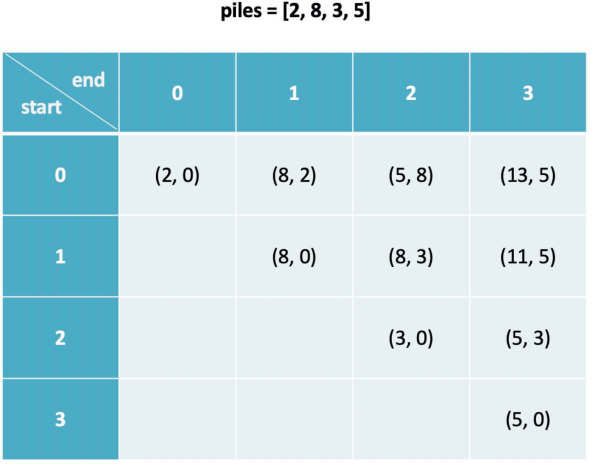 piles = [2, 8, 3, 5]
end
start
0 1 2 3
0 (2, 0) (8, 2) (5, 8) (13, 5)
1 (8, 0) (8, 3) (11, 5)
2 (3, 0) (5, 3)
3 (5, 0)